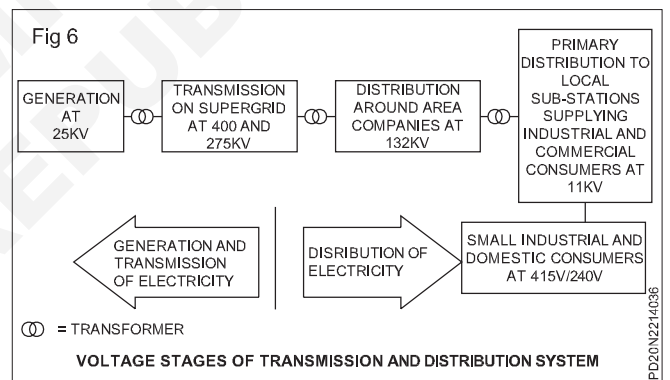 Fig 6
GENERATION
AT
25KV
TRANSMISSION
ON SUPERGRID
AT 400 AND
275KV
DISTRIBUTION
AROUND AREA
COMPANIES AT
132KV
PRIMARY
DISTRIBUTION TO
LOCAL
SUB-STATIONS
SUPPLYING
INDUSTRIAL AND
COMMERCIAL
CONSUMERS AT
11KV
GENERATION AND
TRANSMISSION
OF ELECTRICITY
DISRIBUTION OF
ELECTRICITY
SMALL INDUSTRIAL AND
DOMESTIC CONSUMERS
AT 415V/240V
= TRANSFORMER
VOLTAGE STAGES OF TRANSMISSION AND DISTRIBUTION SYSTEM
PD20N2214036